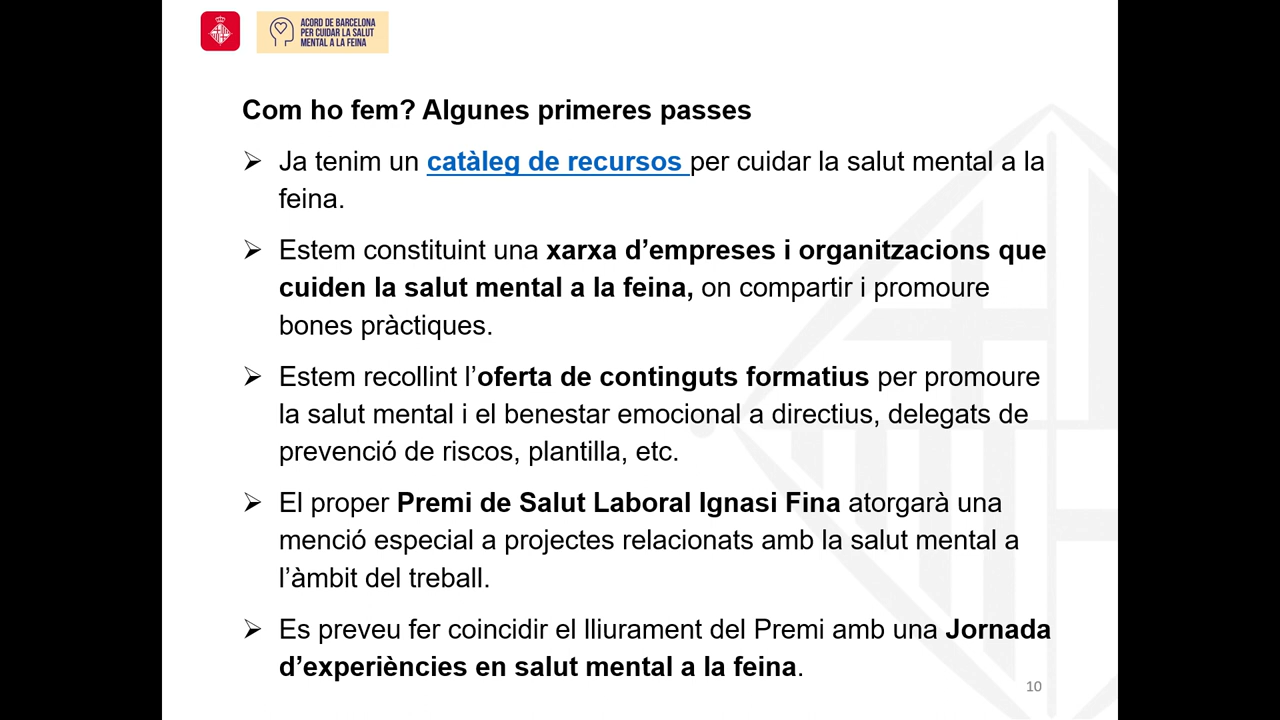 ACORD DE BARCELONA
PER CUIDAR LA SALUT
MENTAL A LA FEINA
Com ho fem? Algunes primeres passes
Ja tenim un catàleg de recursos per cuidar la salut mental a la
feina.
Estem constituint una xarxa d’empreses i organitzacions que
cuiden la salut mental a la feina, on compartir i promoure
bones pràctiques.
Estem recollint l’oferta de continguts formatius per promoure
la salut mental i el benestar emocional a directius, delegats de
prevenció de riscos, plantilla, etc.
El proper Premi de Salut Laboral Ignasi Fina atorgarà una
menció especial a projectes relacionats amb la salut mental a
l’àmbit del treball.
Es preveu fer coincidir el lliurament del Premi amb una Jornada
d’experiències en salut mental a la feina.
10